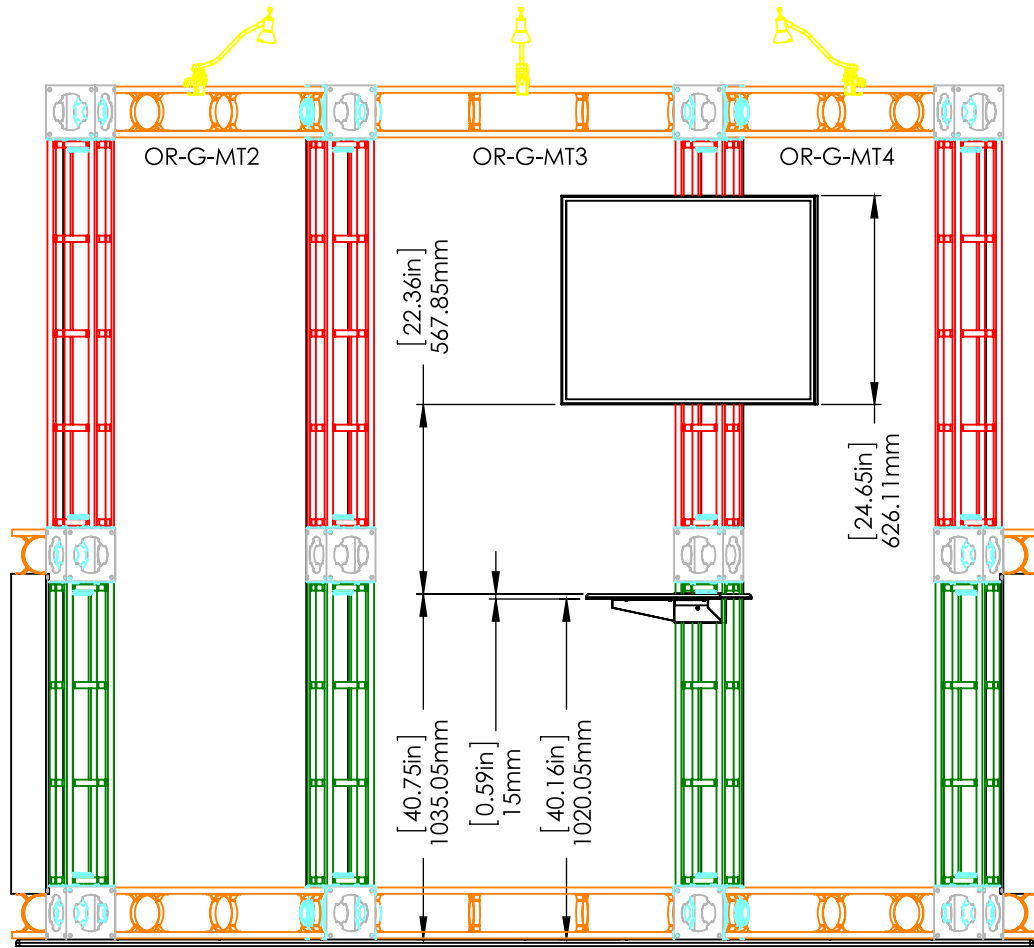 OR-G-MT2
OR-G-MT3
OR-G-MT4
[22.36in]
567.85mm
[24.65in]
626.11mm
[40.75in]
1035.05mm
[0.59in]
15mm
[40.16in]
1020.05mm